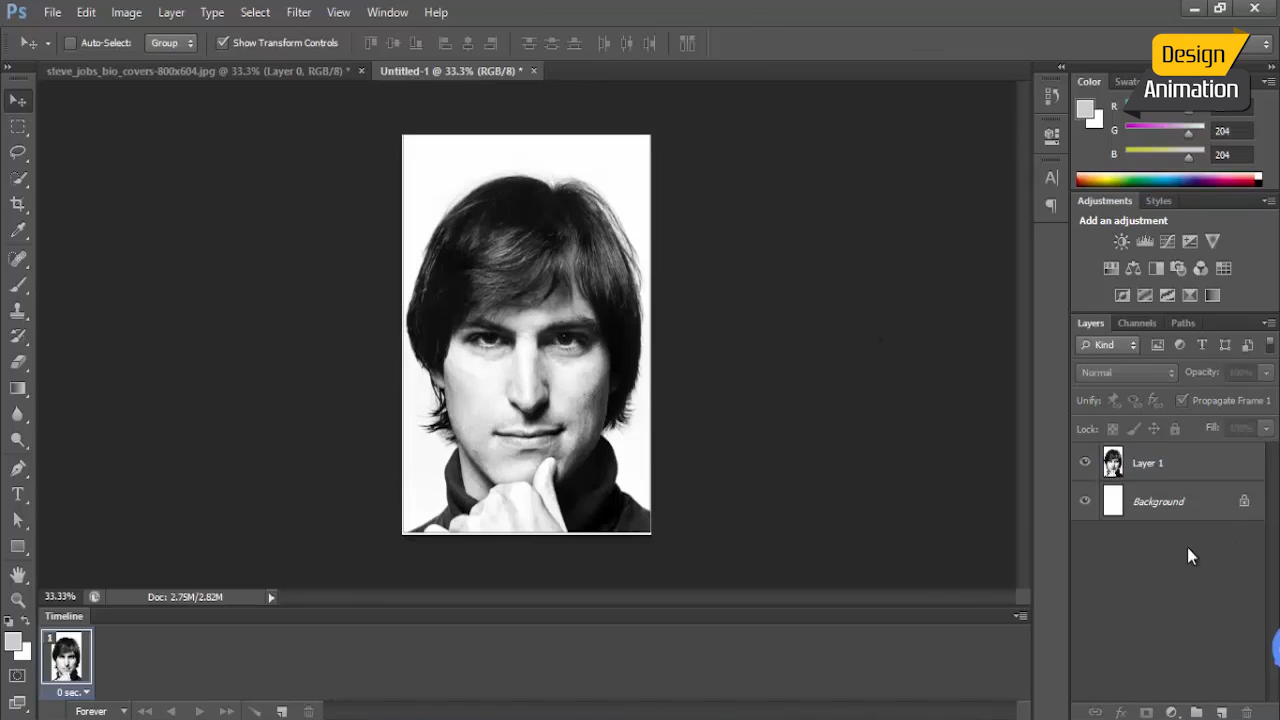 Ps File Edit Image Layer Type Select Filter View Window Help
Auto-Select: Group Show Transform Controls
Design
Animation
steve_jobs_bio_covers-800x604.jpg @ 33.3% (Layer 0, RGB/8) * × Untitled-1 @ 33.3% (RGB/8) * ×
Color
R
G 204
B 204
Adjustments Styles
Add an adjustment
Layers Channels Paths
Kind
Normal Opacity: 100%
Unify: Propagate Frame 1
Lock: Fill: 100%
Layer 1
Background
33.33% Doc: 2.75M/2.82M
Timeline
1
0 sec.
Forever